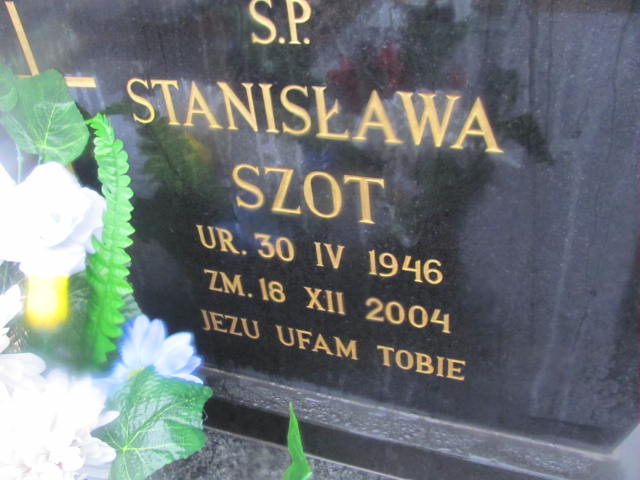 S.P.
STANISŁAWA
SZOT
UR. 30 IV 1946
ZM. 18 XII 2004
JEZU UFAM TOBIE